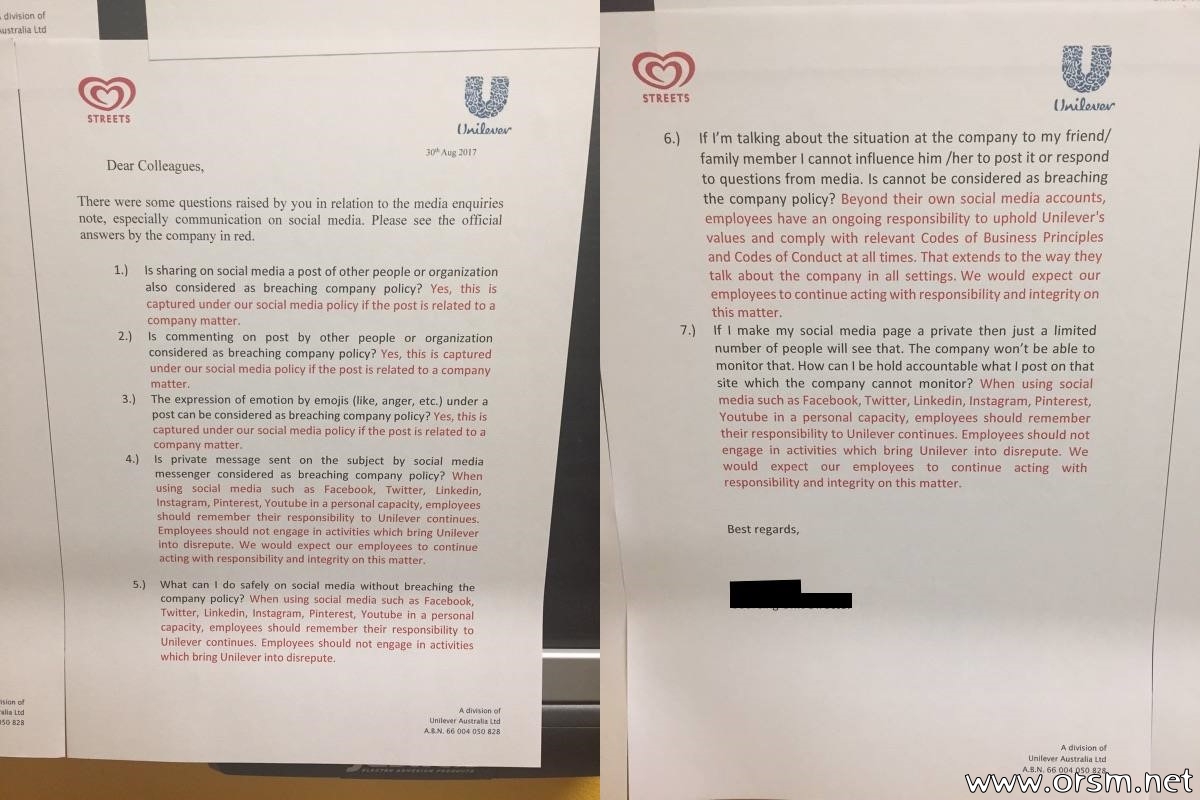 A division of
Australia Ltd
STREETS
Unilever
30th Aug 2017
Dear Colleagues,
There were some questions raised by you in relation to the media enquiries
note, especially communication on social media. Please see the official
answers by the company in red.
1.) Is sharing on social media a post of other people or organization
also considered as breaching company policy? Yes, this is
captured under our social media policy if the post is related to a
company matter.
2.) Is commenting on post by other people or organization
considered as breaching company policy? Yes, this is captured
under our social media policy if the post is related to a company
matter.
3.) The expression of emotion by emojis (like, anger, etc.) under a
post can be considered as breaching company policy? Yes, this is
captured under our social media policy if the post is related to a
company matter.
4.) Is private message sent on the subject by social media
messenger considered as breaching company policy? When
using social media such as Facebook, Twitter, Linkedin,
Instagram, Pinterest, Youtube in a personal capacity, employees
should remember their responsibility to Unilever continues.
Employees should not engage in activities which bring Unilever
into disrepute. We would expect our employees to continue
acting with responsibility and integrity on this matter.
5.) What can I do safely on social media without breaching the
company policy? When using social media such as Facebook,
Twitter, Linkedin, Instagram, Pinterest, Youtube in a personal
capacity, employees should remember their responsibility to
Unilever continues. Employees should not engage in activities
which bring Unilever into disrepute.
A division of
Unilever Australia Ltd
A.B.N. 66 004 050 828
ision of
ralia Ltd
050 828
STREETS
Unilever
6.) If I'm talking about the situation at the company to my friend/
family member I cannot influence him /her to post it or respond
to questions from media. Is cannot be considered as breaching
the company policy? Beyond their own social media accounts,
employees have an ongoing responsibility to uphold Unilever's
values and comply with relevant Codes of Business Principles
and Codes of Conduct at all times. That extends to the way they
talk about the company in all settings. We would expect our
employees to continue acting with responsibility and integrity on
this matter.
7.) If I make my social media page a private then just a limited
number of people will see that. The company won't be able to
monitor that. How can I be hold accountable what I post on that
site which the company cannot monitor? When using social
media such as Facebook, Twitter, Linkedin, Instagram, Pinterest,
Youtube in a personal capacity, employees should remember
their responsibility to Unilever continues. Employees should not
engage in activities which bring Unilever into disrepute. We
would expect our employees to continue acting with
responsibility and integrity on this matter.
Best regards,
A division of
Unilever Australia Ltd
A.B.N. 66 004 050 828
www.orsm.net